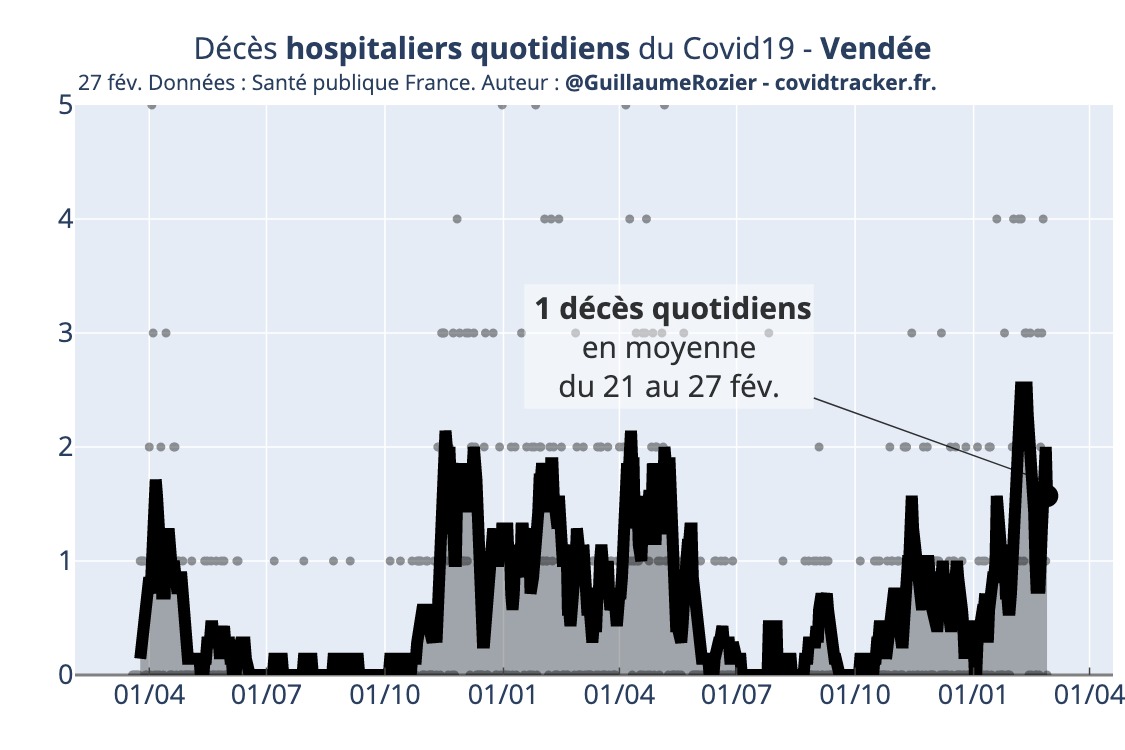 Décès hospitaliers quotidiens du Covid19 - Vendée
27 fév. Données : Santé publique France. Auteur : @GuillaumeRozier - covidtracker.fr.
5
4
3
2
1
0
1 décès quotidiens
en moyenne
du 21 au 27 fév.
01/04 01/07 01/10 01/01 01/04 01/07 01/10 01/01 01/04